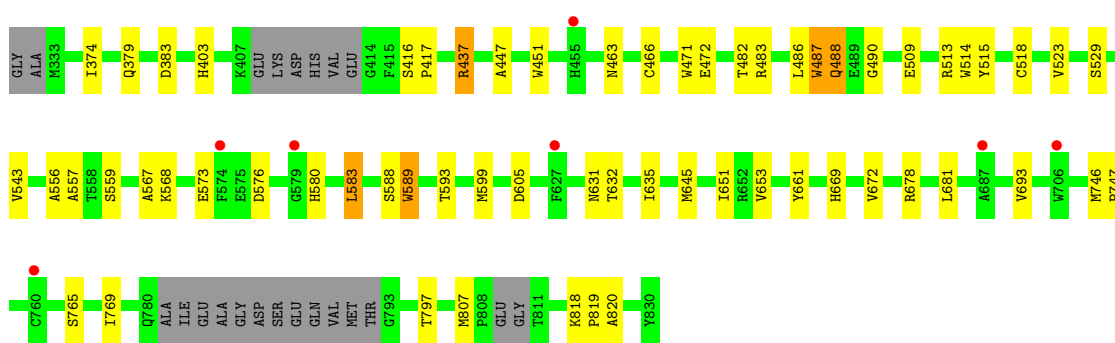 GLY ALA M333 I374 Q379 D383 H403 K407 GLU LYS ASP HIS VAL GLU G414 F415 S416 P417 R437 A447 W451 H455 N463 C466 W471 E472 T482 R483 L486 W487 Q488 E489 G490 E509 R513 W514 Y515 C518 V523 S529
V543 A556 A557 T558 S559 A567 K568 E573 F574 E575 D576 G579 H580 L583 S588 W589 T593 M599 D605 F627 N631 T632 I635 M645 I651 R652 V653 Y661 H669 V672 R678 L681 A687 V693 W706 M746
C760 S765 I769 Q780 ALA ILE GLU ALA GLY ASP SER GLU GLN VAL MET THR G793 T797 M807 P808 GLU GLY T811 K818 P819 A820 Y830